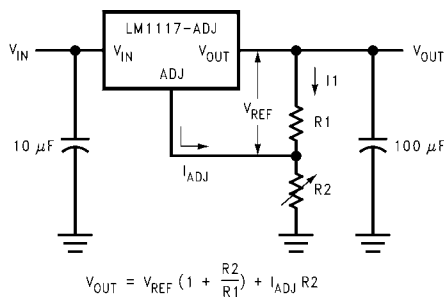 LM1117-ADJ
V_IN
V_IN
V_OUT
V_OUT
ADJ
I1
V_REF
R1
10 µF
100 µF
I_ADJ
R2
V_OUT = V_REF (1 + R2/R1) + I_ADJ R2